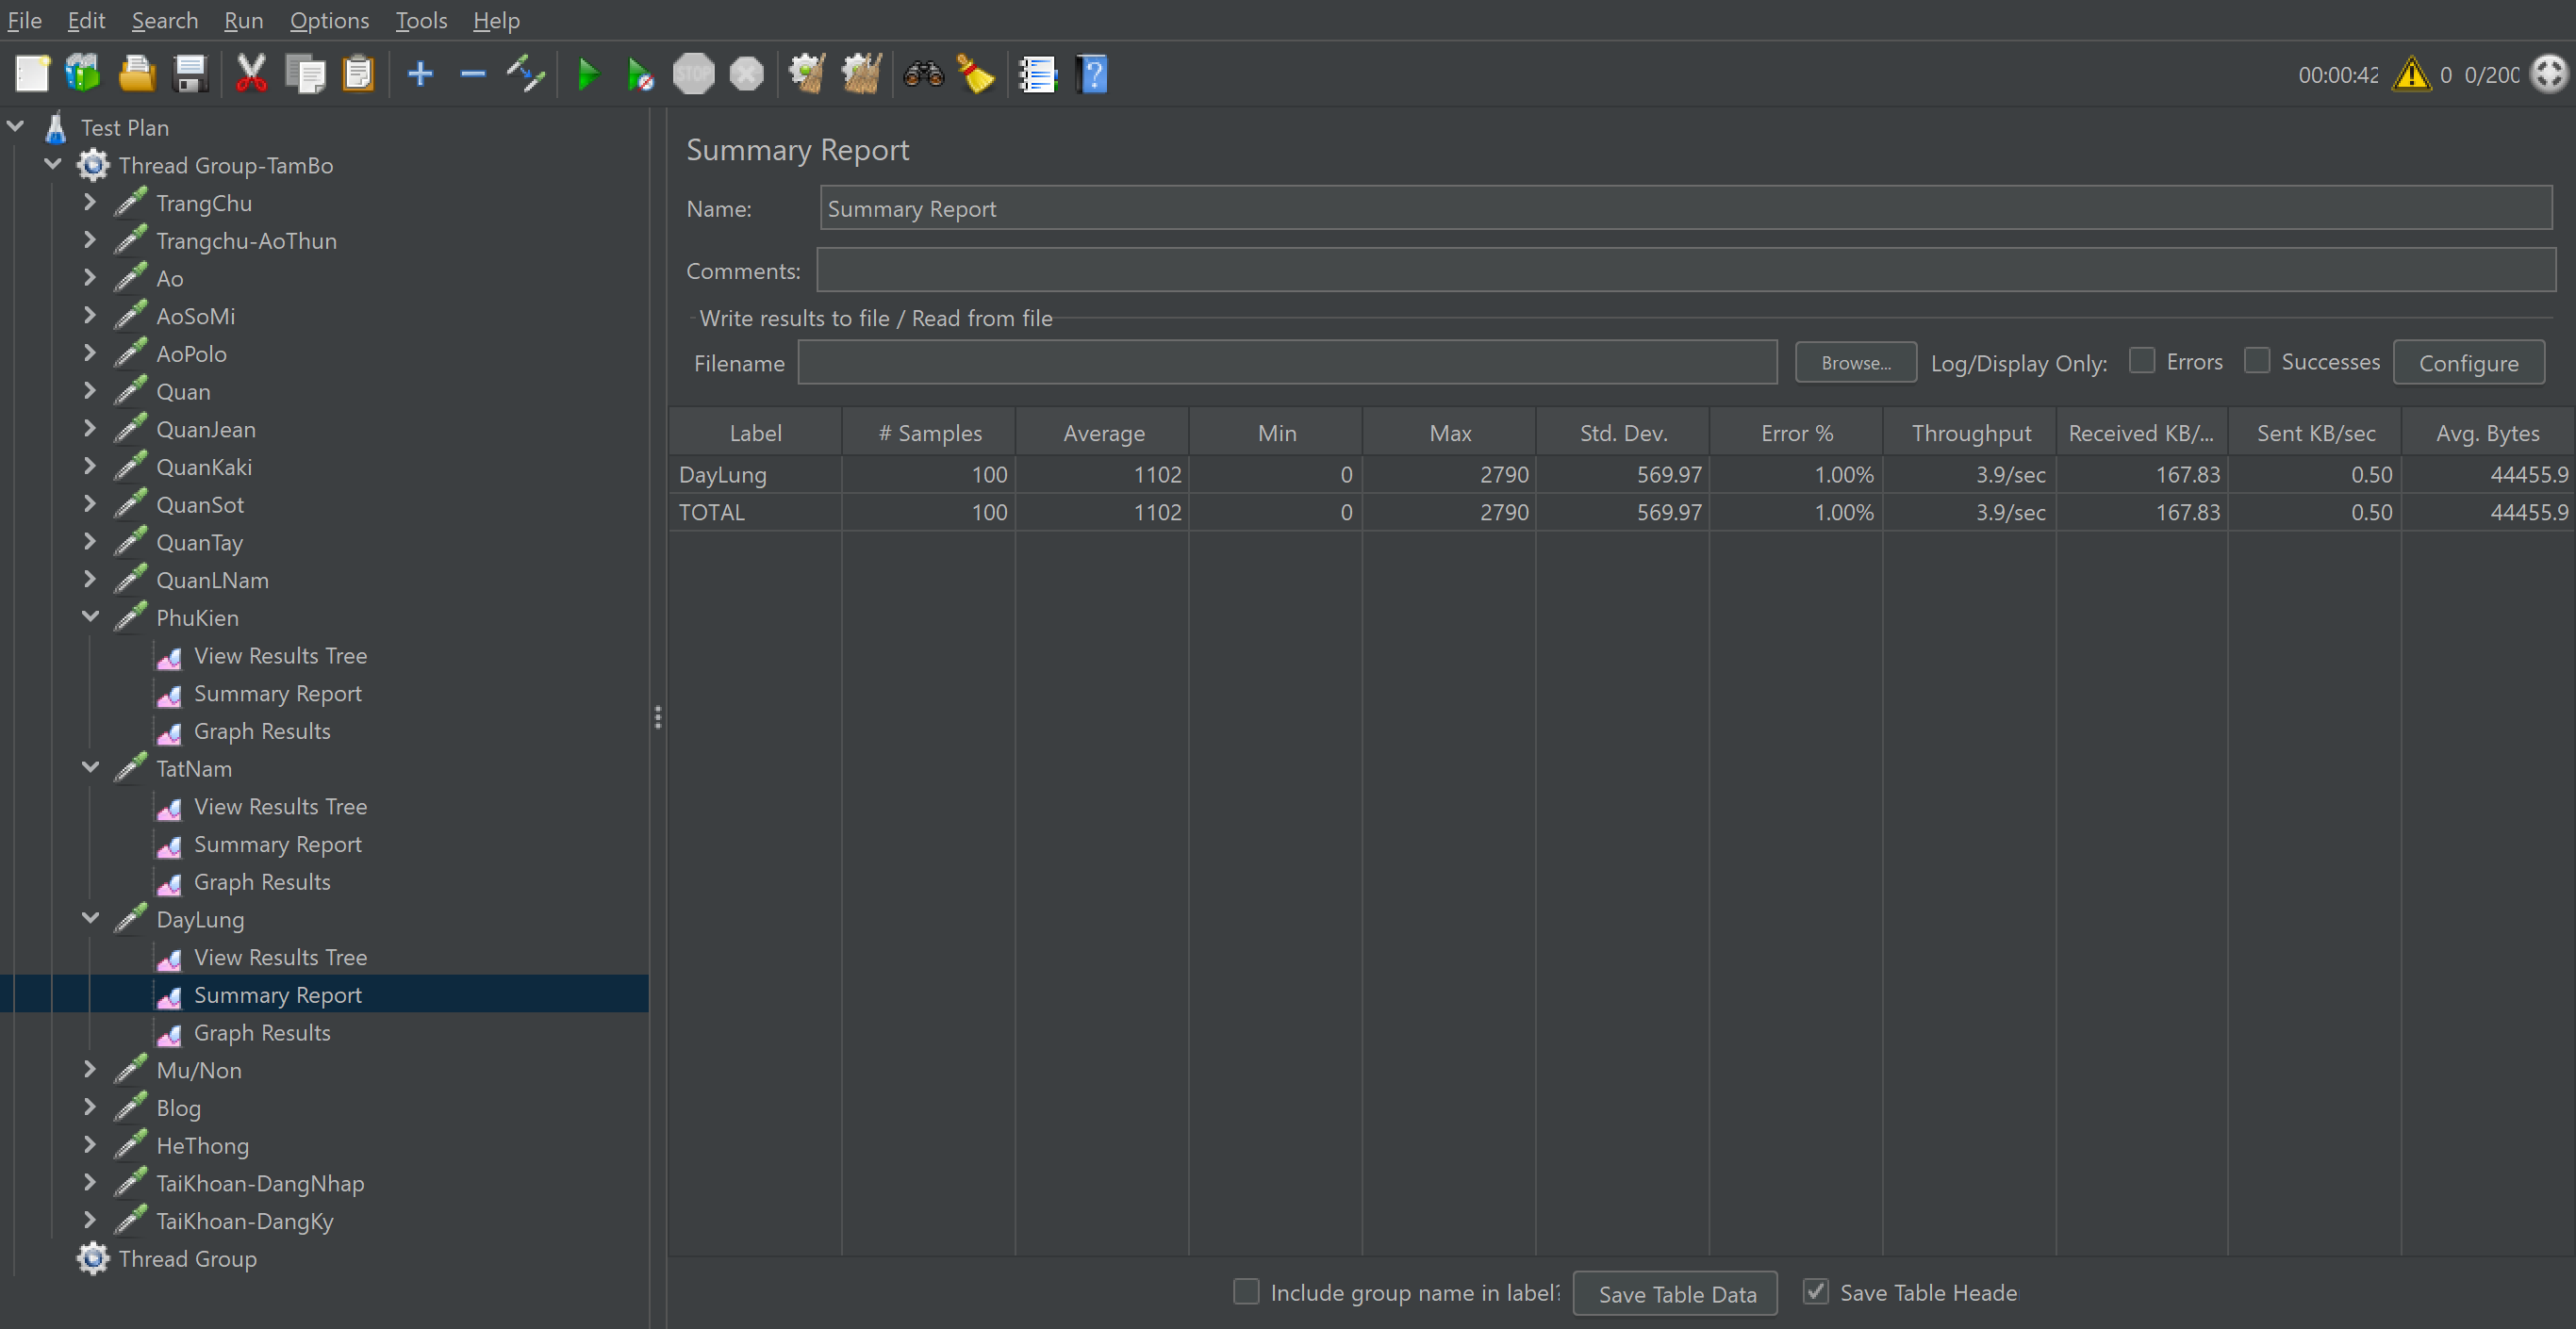 File Edit Search Run Options Tools Help
STOP
00:00:42 0 0/200
Test Plan
Thread Group-TamBo
TrangChu
Trangchu-AoThun
Ao
AoSoMi
AoPolo
Quan
QuanJean
QuanKaki
QuanSot
QuanTay
QuanLNam
PhuKien
View Results Tree
Summary Report
Graph Results
TatNam
View Results Tree
Summary Report
Graph Results
DayLung
View Results Tree
Summary Report
Graph Results
Mu/Non
Blog
HeThong
TaiKhoan-DangNhap
TaiKhoan-DangKy
Thread Group
Summary Report
Name: Summary Report
Comments:
Write results to file / Read from file
Filename Browse... Log/Display Only: Errors Successes Configure
Label # Samples Average Min Max Std. Dev. Error % Throughput Received KB/... Sent KB/sec Avg. Bytes
DayLung 100 1102 0 2790 569.97 1.00% 3.9/sec 167.83 0.50 44455.9
TOTAL 100 1102 0 2790 569.97 1.00% 3.9/sec 167.83 0.50 44455.9
Include group name in label? Save Table Data Save Table Heade